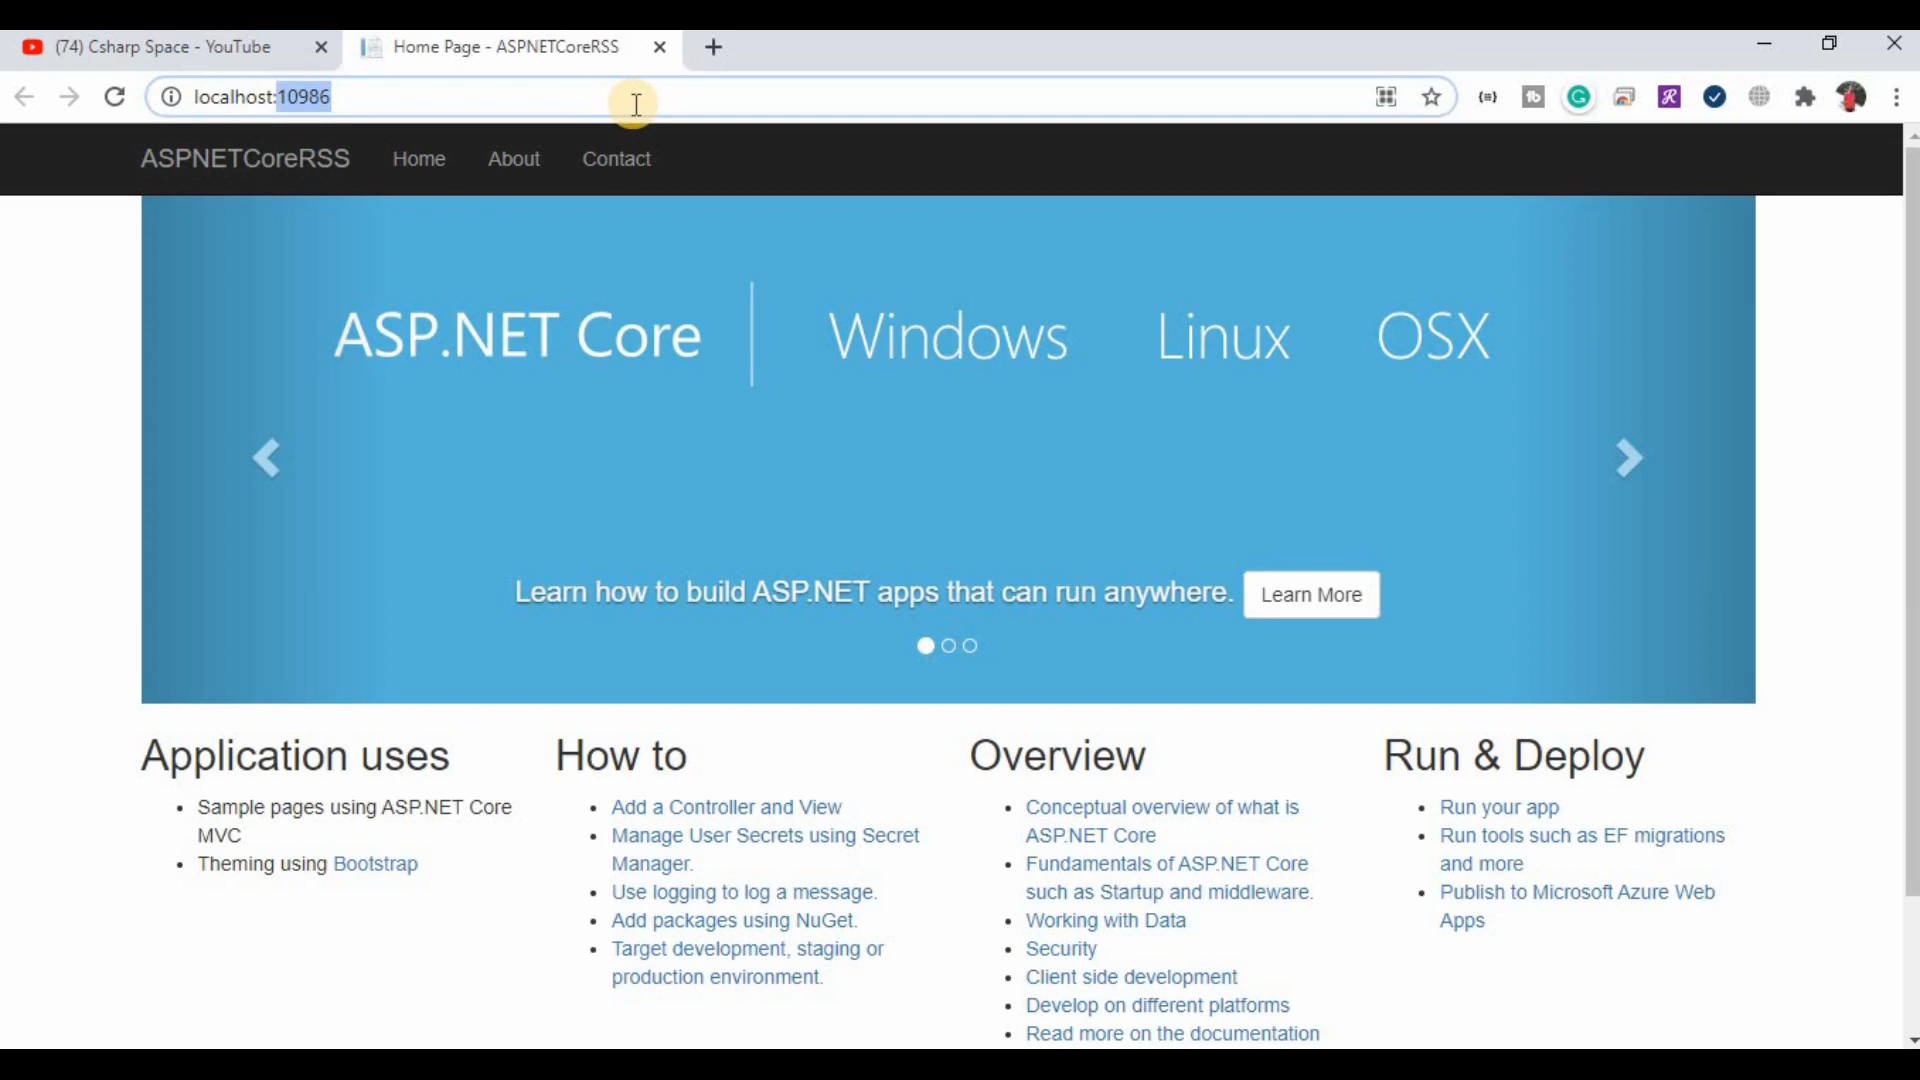 (74) Csharp Space - YouTube
Home Page - ASPNETCoreRSS
localhost:10986
ASPNETCoreRSS
Home
About
Contact
ASP.NET Core
Windows
Linux
OSX
Learn how to build ASP.NET apps that can run anywhere.
Learn More
Application uses
Sample pages using ASP.NET Core
MVC
Theming using Bootstrap
How to
Add a Controller and View
Manage User Secrets using Secret
Manager.
Use logging to log a message.
Add packages using NuGet.
Target development, staging or
production environment.
Overview
Conceptual overview of what is
ASP.NET Core
Fundamentals of ASP.NET Core
such as Startup and middleware.
Working with Data
Security
Client side development
Develop on different platforms
Read more on the documentation
Run & Deploy
Run your app
Run tools such as EF migrations
and more
Publish to Microsoft Azure Web
Apps